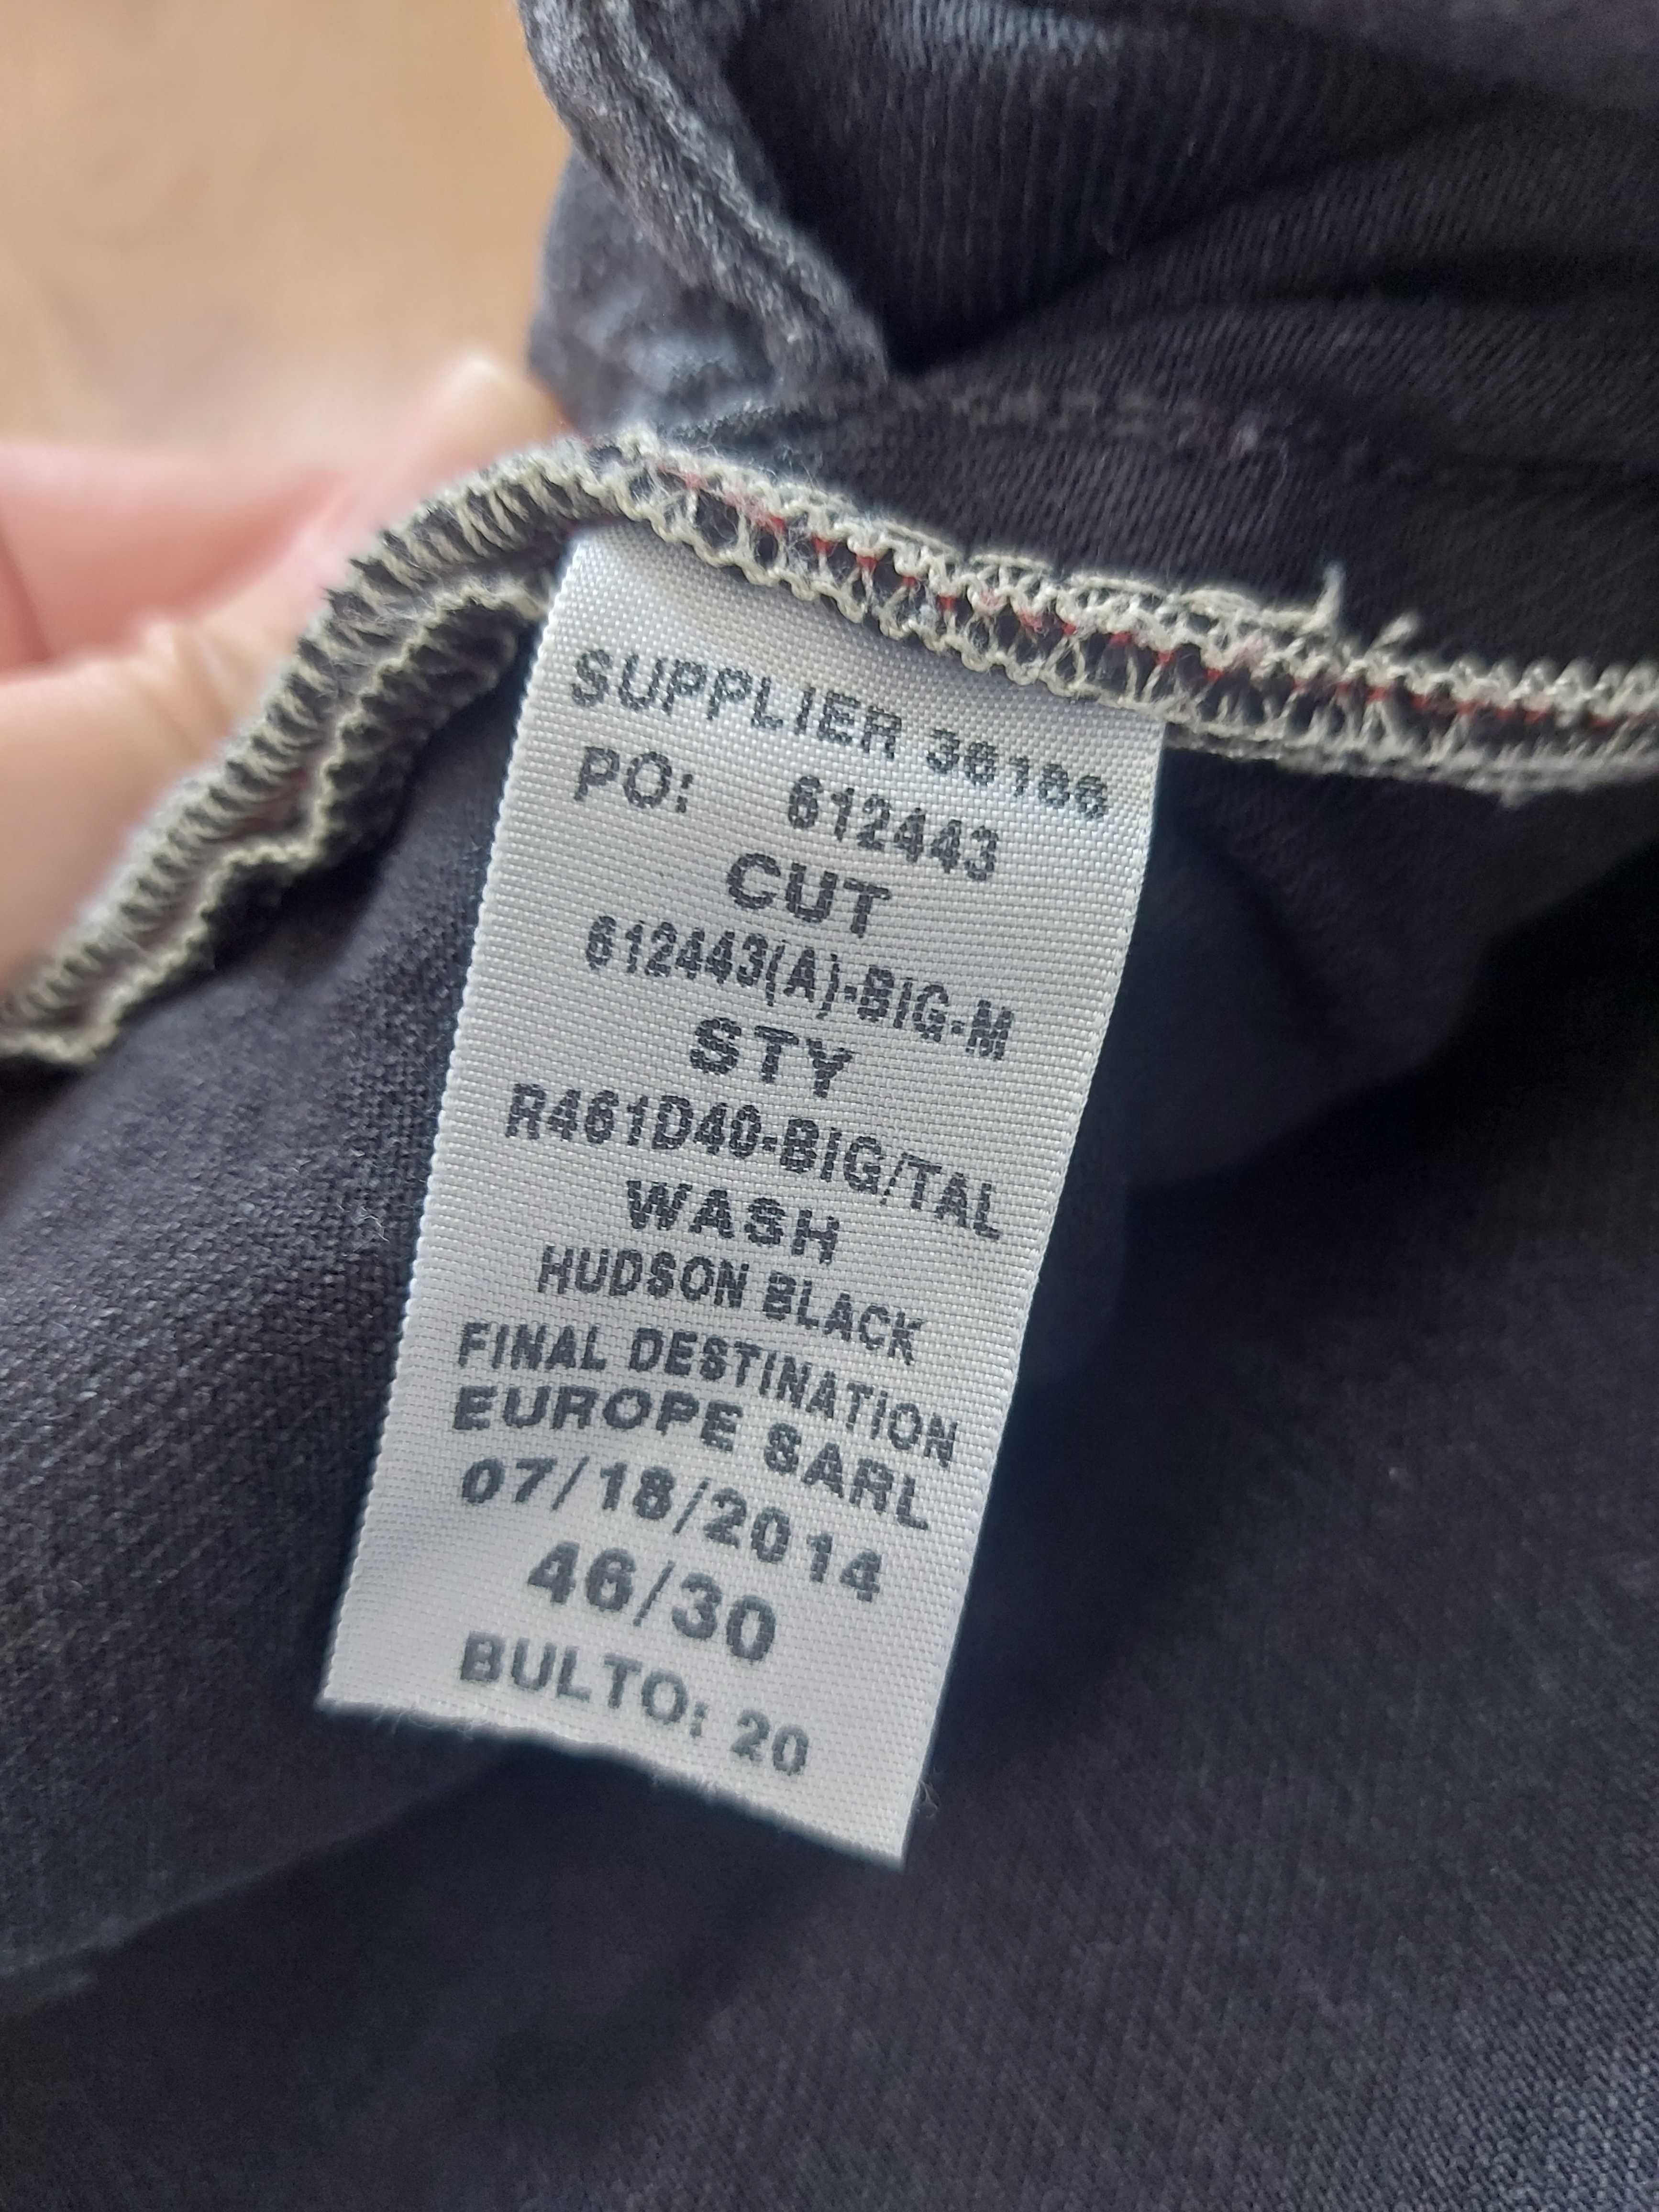 SUPPLIER 36186
PO: 612443
CUT
612443(A)-BIG-M
STY
R461D40-BIG/TAL
WASH
HUDSON BLACK
FINAL DESTINATION
EUROPE SARL
07/18/2014
46/30
BULTO: 20